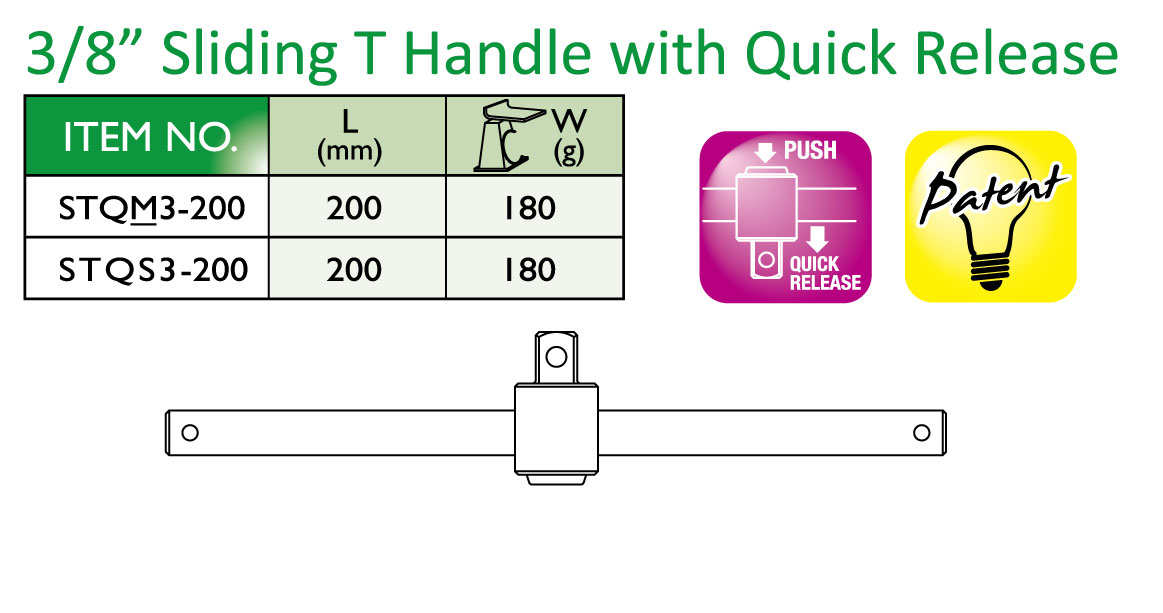 3/8” Sliding T Handle with Quick Release
ITEM NO. L (mm) W (g)
STQM3-200 200 180
STQS3-200 200 180
PUSH
QUICK
RELEASE
Patent